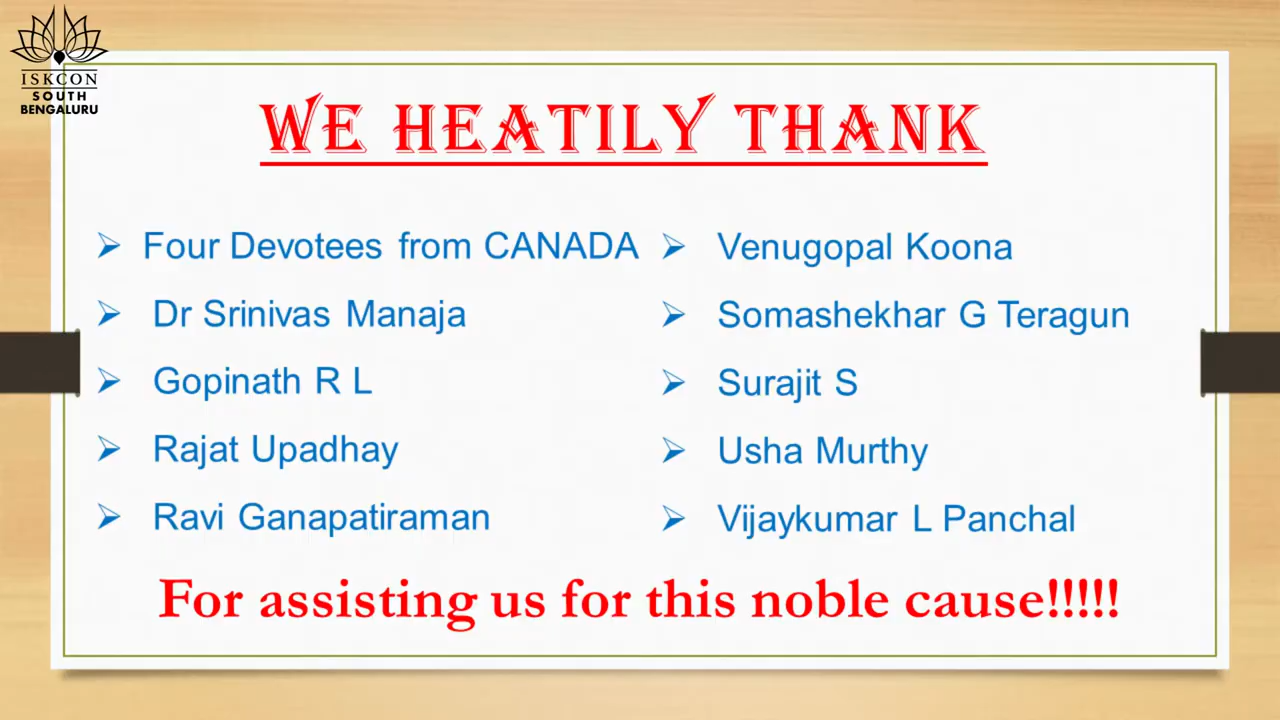 ISKCON
SOUTH
BENGALURU
WE HEATILY THANK
Four Devotees from CANADA
Dr Srinivas Manaja
Gopinath R L
Rajat Upadhay
Ravi Ganapatiraman
Venugopal Koona
Somashekhar G Teragun
Surajit S
Usha Murthy
Vijaykumar L Panchal
For assisting us for this noble cause!!!!!